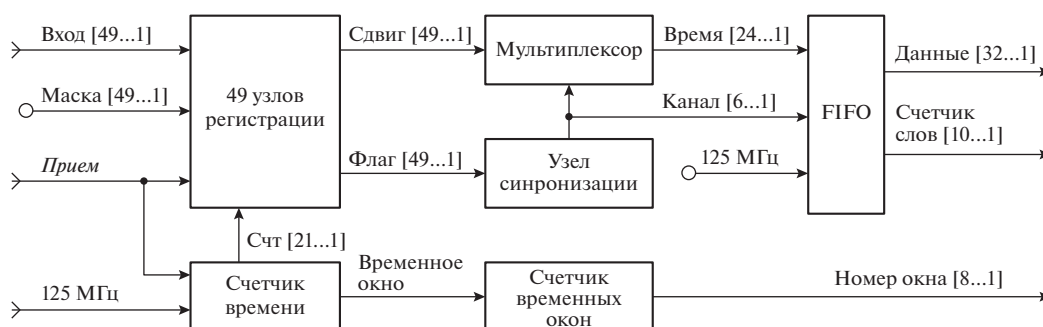 Вход [49...1]
Маска [49...1]
Прием
125 МГц
49 узлов
регистрации
Сдвиг [49...1]
Флаг [49...1]
Счт [21...1]
Счетчик
времени
Временное
окно
Мультиплексор
Узел
синронизации
Счетчик
временных
окон
Время [24...1]
Канал [6...1]
125 МГц
FIFO
Данные [32...1]
Счетчик
слов [10...1]
Номер окна [8...1]